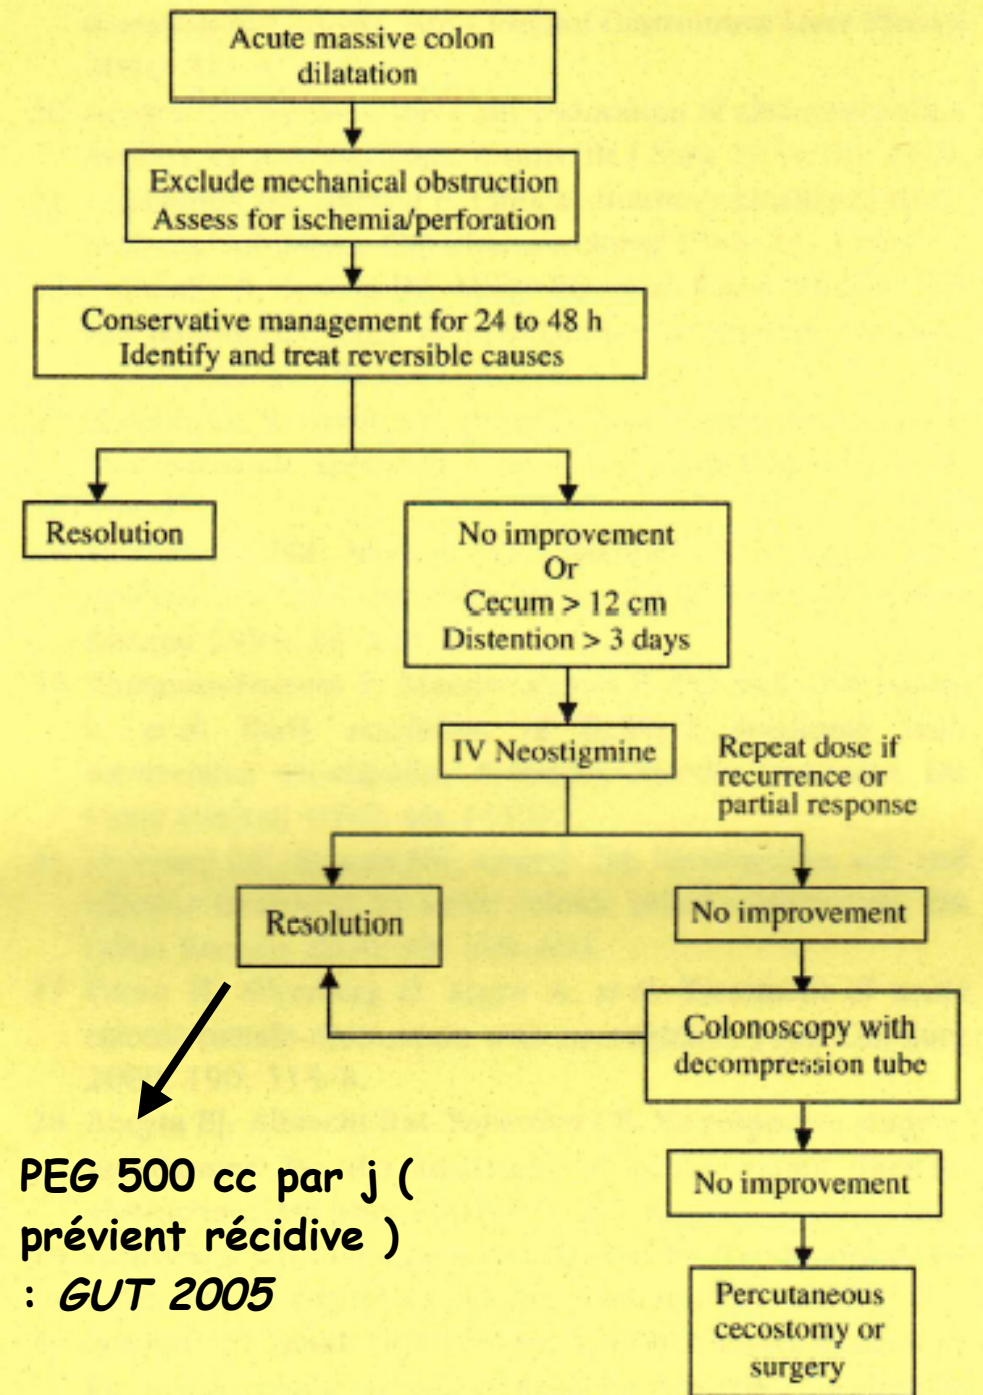 Acute massive colon
dilatation
Exclude mechanical obstruction
Assess for ischemia/perforation
Conservative management for 24 to 48 h
Identify and treat reversible causes
Resolution
No improvement
Or
Cecum > 12 cm
Distention > 3 days
IV Neostigmine
Repeat dose if
recurrence or
partial response
Resolution
No improvement
Colonoscopy with
decompression tube
PEG 500 cc par j (
prévient récidive )
: GUT 2005
No improvement
Percutaneous
cecostomy or
surgery